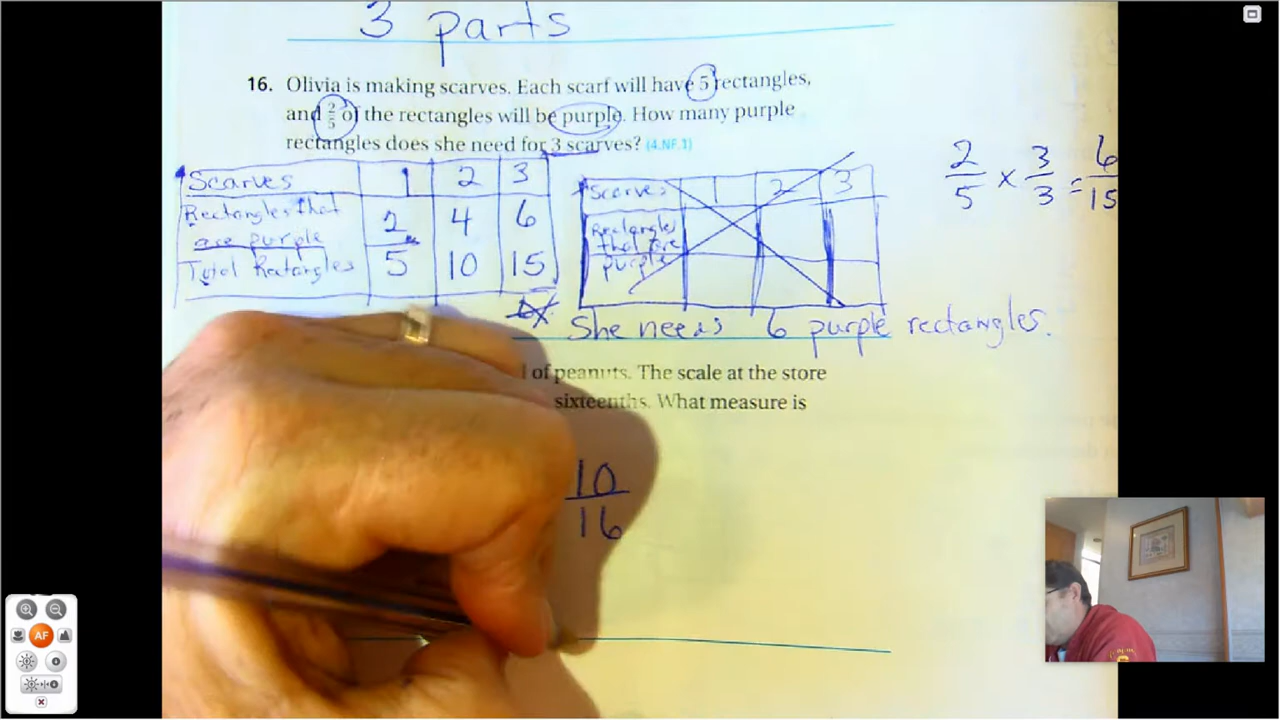 3 parts
16. Olivia is making scarves. Each scarf will have 5 rectangles,
and 2/5 of the rectangles will be purple. How many purple
rectangles does she need for 3 scarves? (4.NF.1)
Scarves 1 2 3
Rectangles that
are purple 2 4 6
Total Rectangles 5 10 15
Scarves 1 2 3
Rectangles
that are
purple
2/5 x 3/3 = 6/15
She needs 6 purple rectangles.
of peanuts. The scale at the store
sixteenths. What measure is
10
16
AF